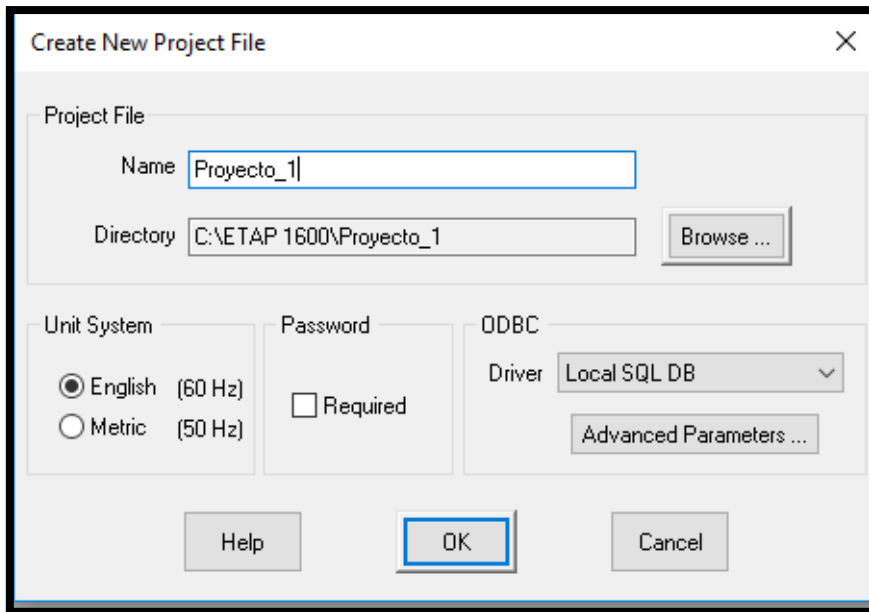 Create New Project File
Project File
Name Proyecto_1
Directory C:\ETAP 1600\Proyecto_1 Browse ...
Unit System Password ODBC
Driver Local SQL DB
English (60 Hz)
Required
Metric (50 Hz)
Advanced Parameters ...
Help OK Cancel